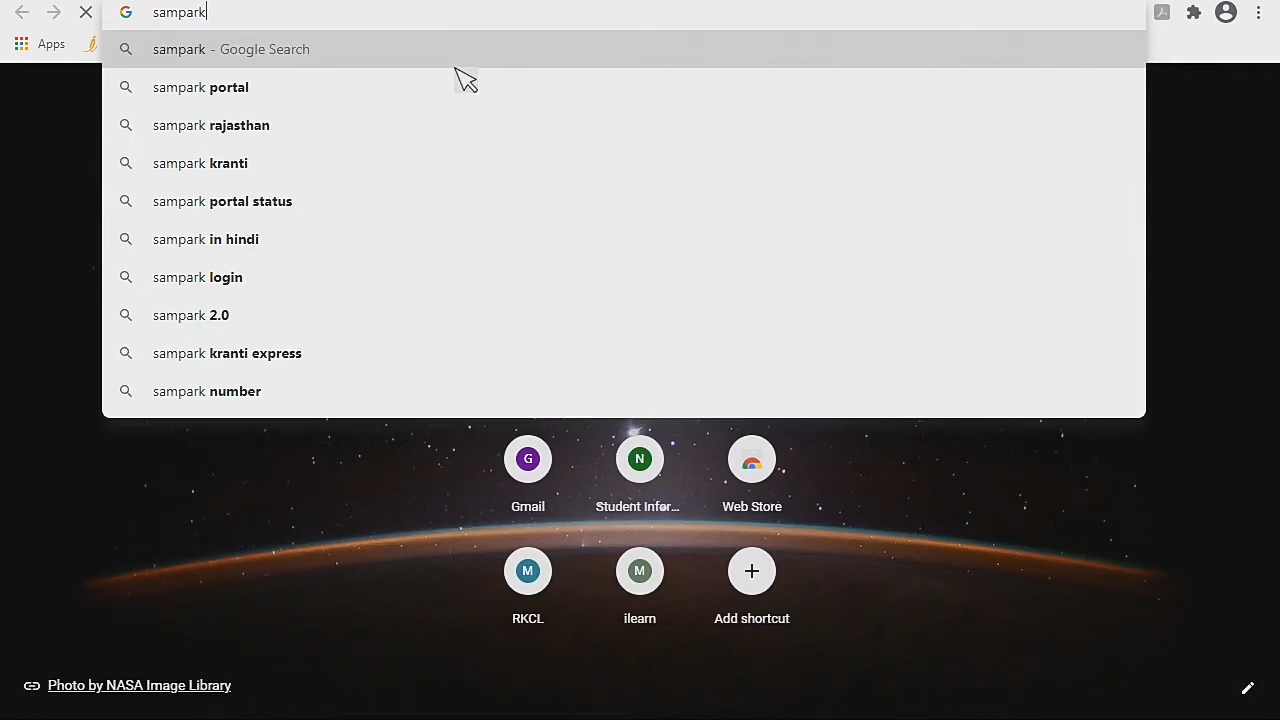 sampark
Apps
sampark - Google Search
sampark portal
sampark rajasthan
sampark kranti
sampark portal status
sampark in hindi
sampark login
sampark 2.0
sampark kranti express
sampark number
G N
Gmail Student Infor... Web Store
M M
RKCL ilearn Add shortcut
Photo by NASA Image Library